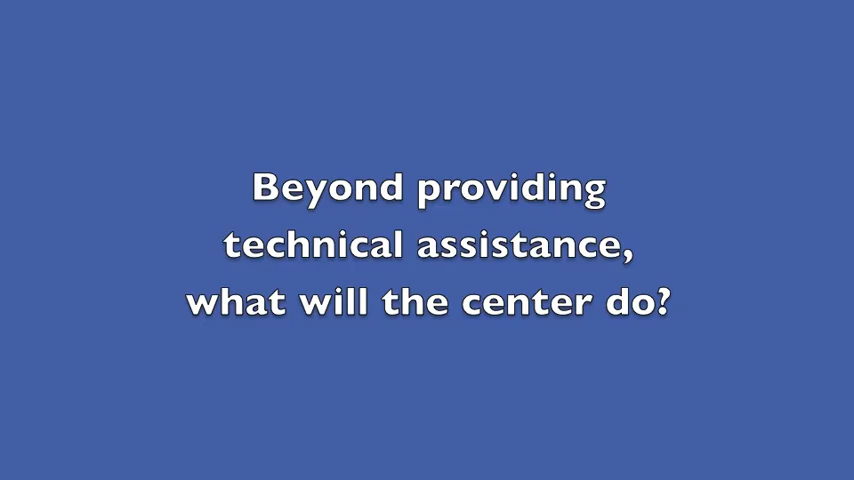 Beyond providing
technical assistance,
what will the center do?